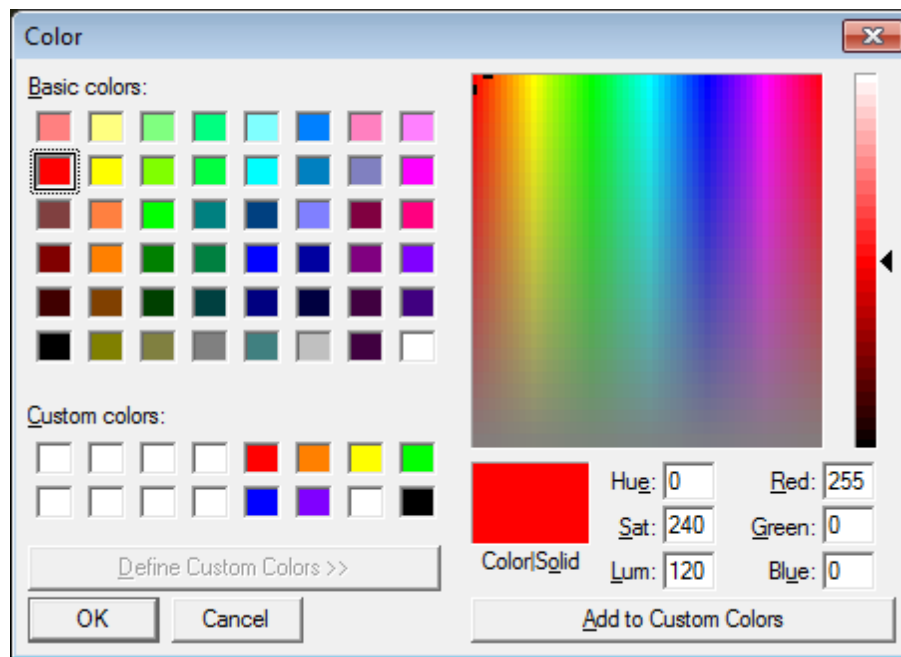 Color
Basic colors:
Custom colors:
Define Custom Colors >>
OK
Cancel
Color|Solid
Hue: 0
Sat: 240
Lum: 120
Red: 255
Green: 0
Blue: 0
Add to Custom Colors